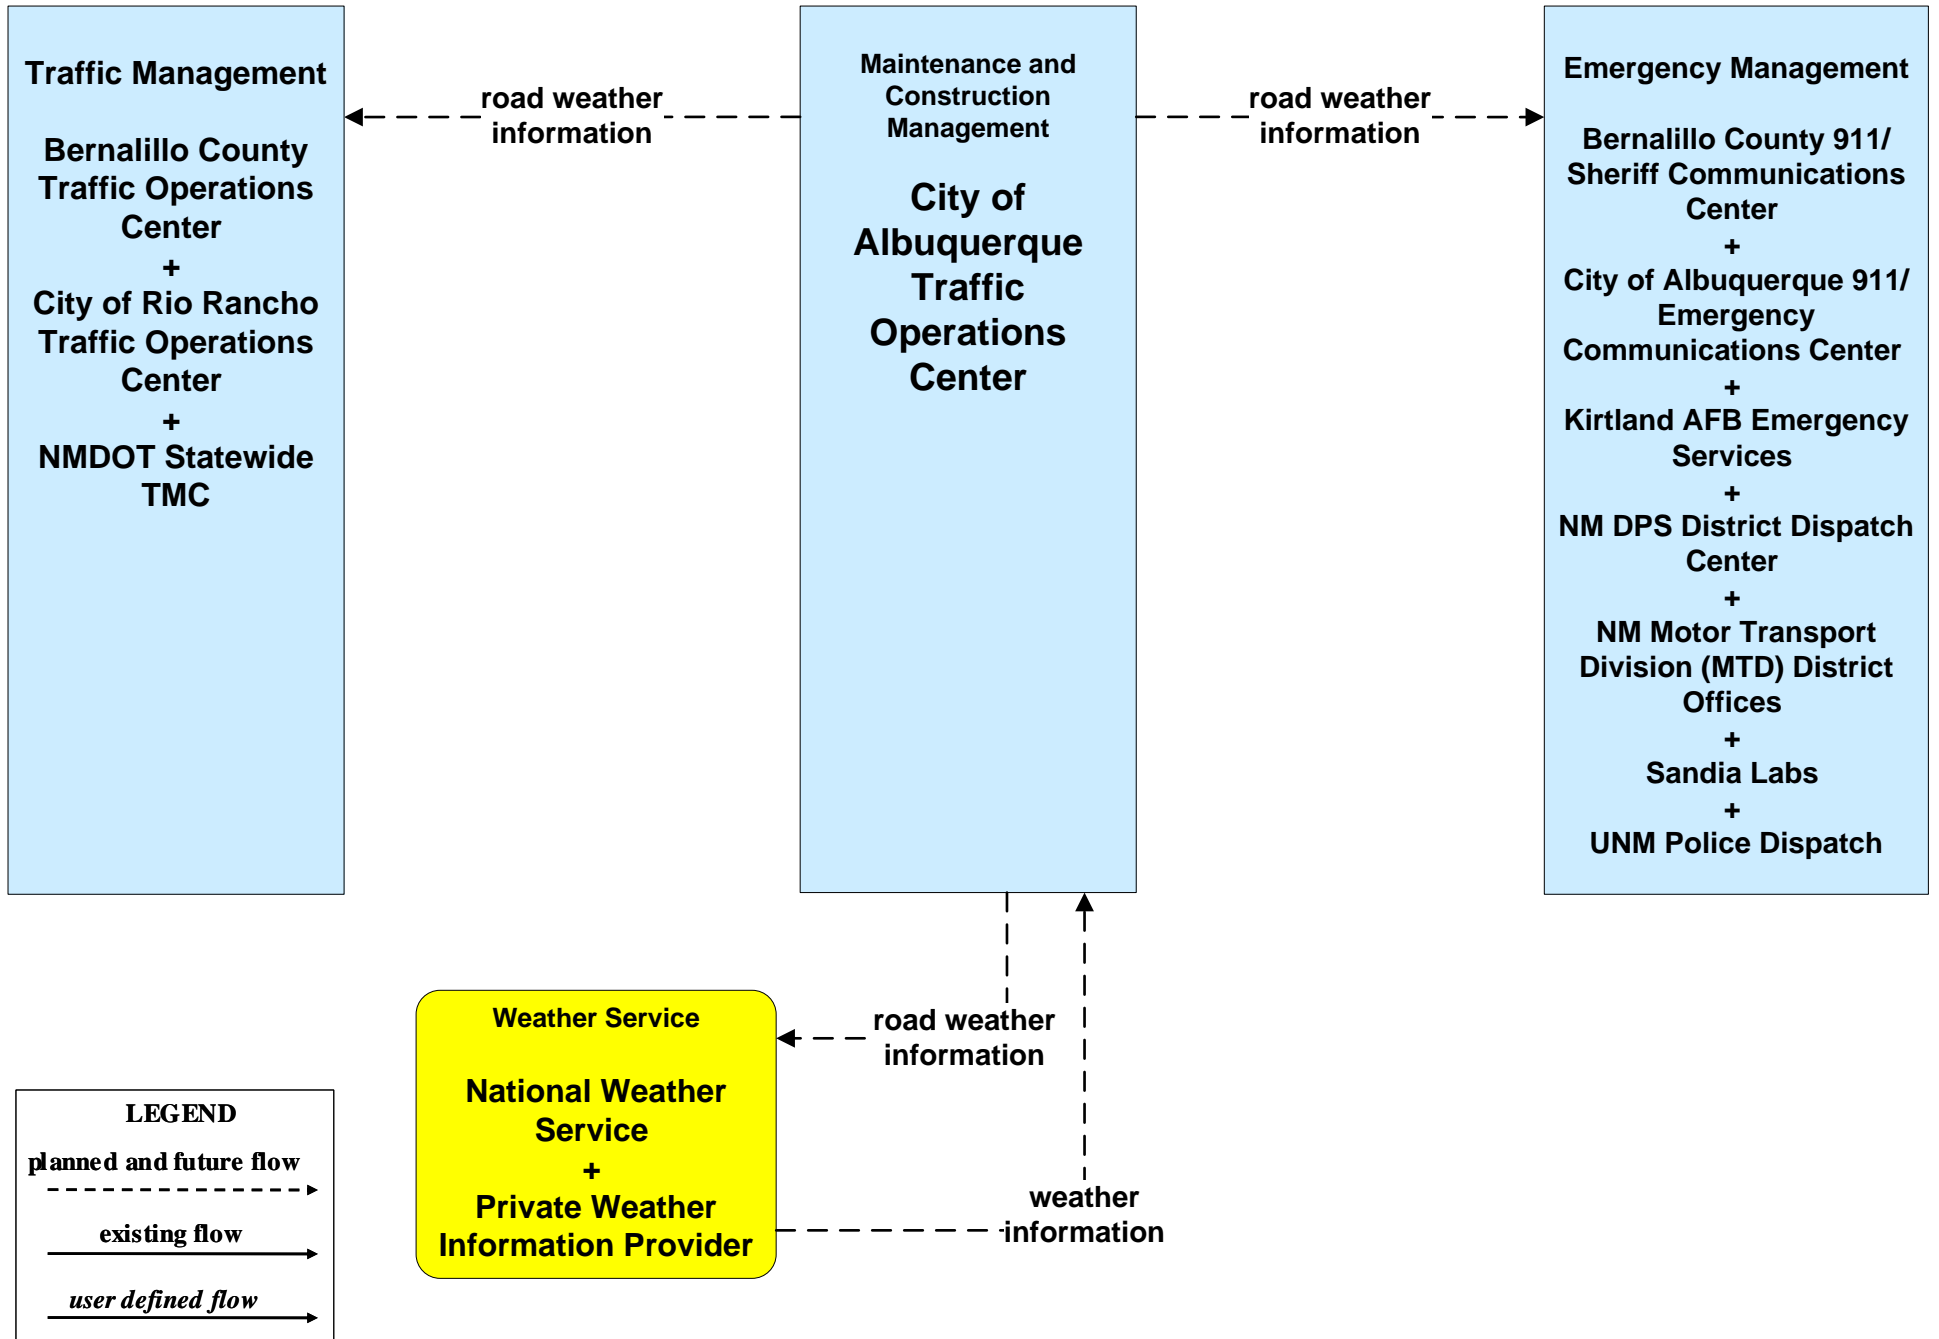 Traffic Management
Bernalillo County
Traffic Operations
Center
+
City of Rio Rancho
Traffic Operations
Center
+
NMDOT Statewide
TMC
road weather
information
Maintenance and
Construction
Management
City of
Albuquerque
Traffic
Operations
Center
road weather
information
Emergency Management
Bernalillo County 911/
Sheriff Communications
Center
+
City of Albuquerque 911/
Emergency
Communications Center
+
Kirtland AFB Emergency
Services
+
NM DPS District Dispatch
Center
+
NM Motor Transport
Division (MTD) District
Offices
+
Sandia Labs
+
UNM Police Dispatch
Weather Service
National Weather
Service
+
Private Weather
Information Provider
road weather
information
weather
information
LEGEND
planned and future flow
existing flow
user defined flow